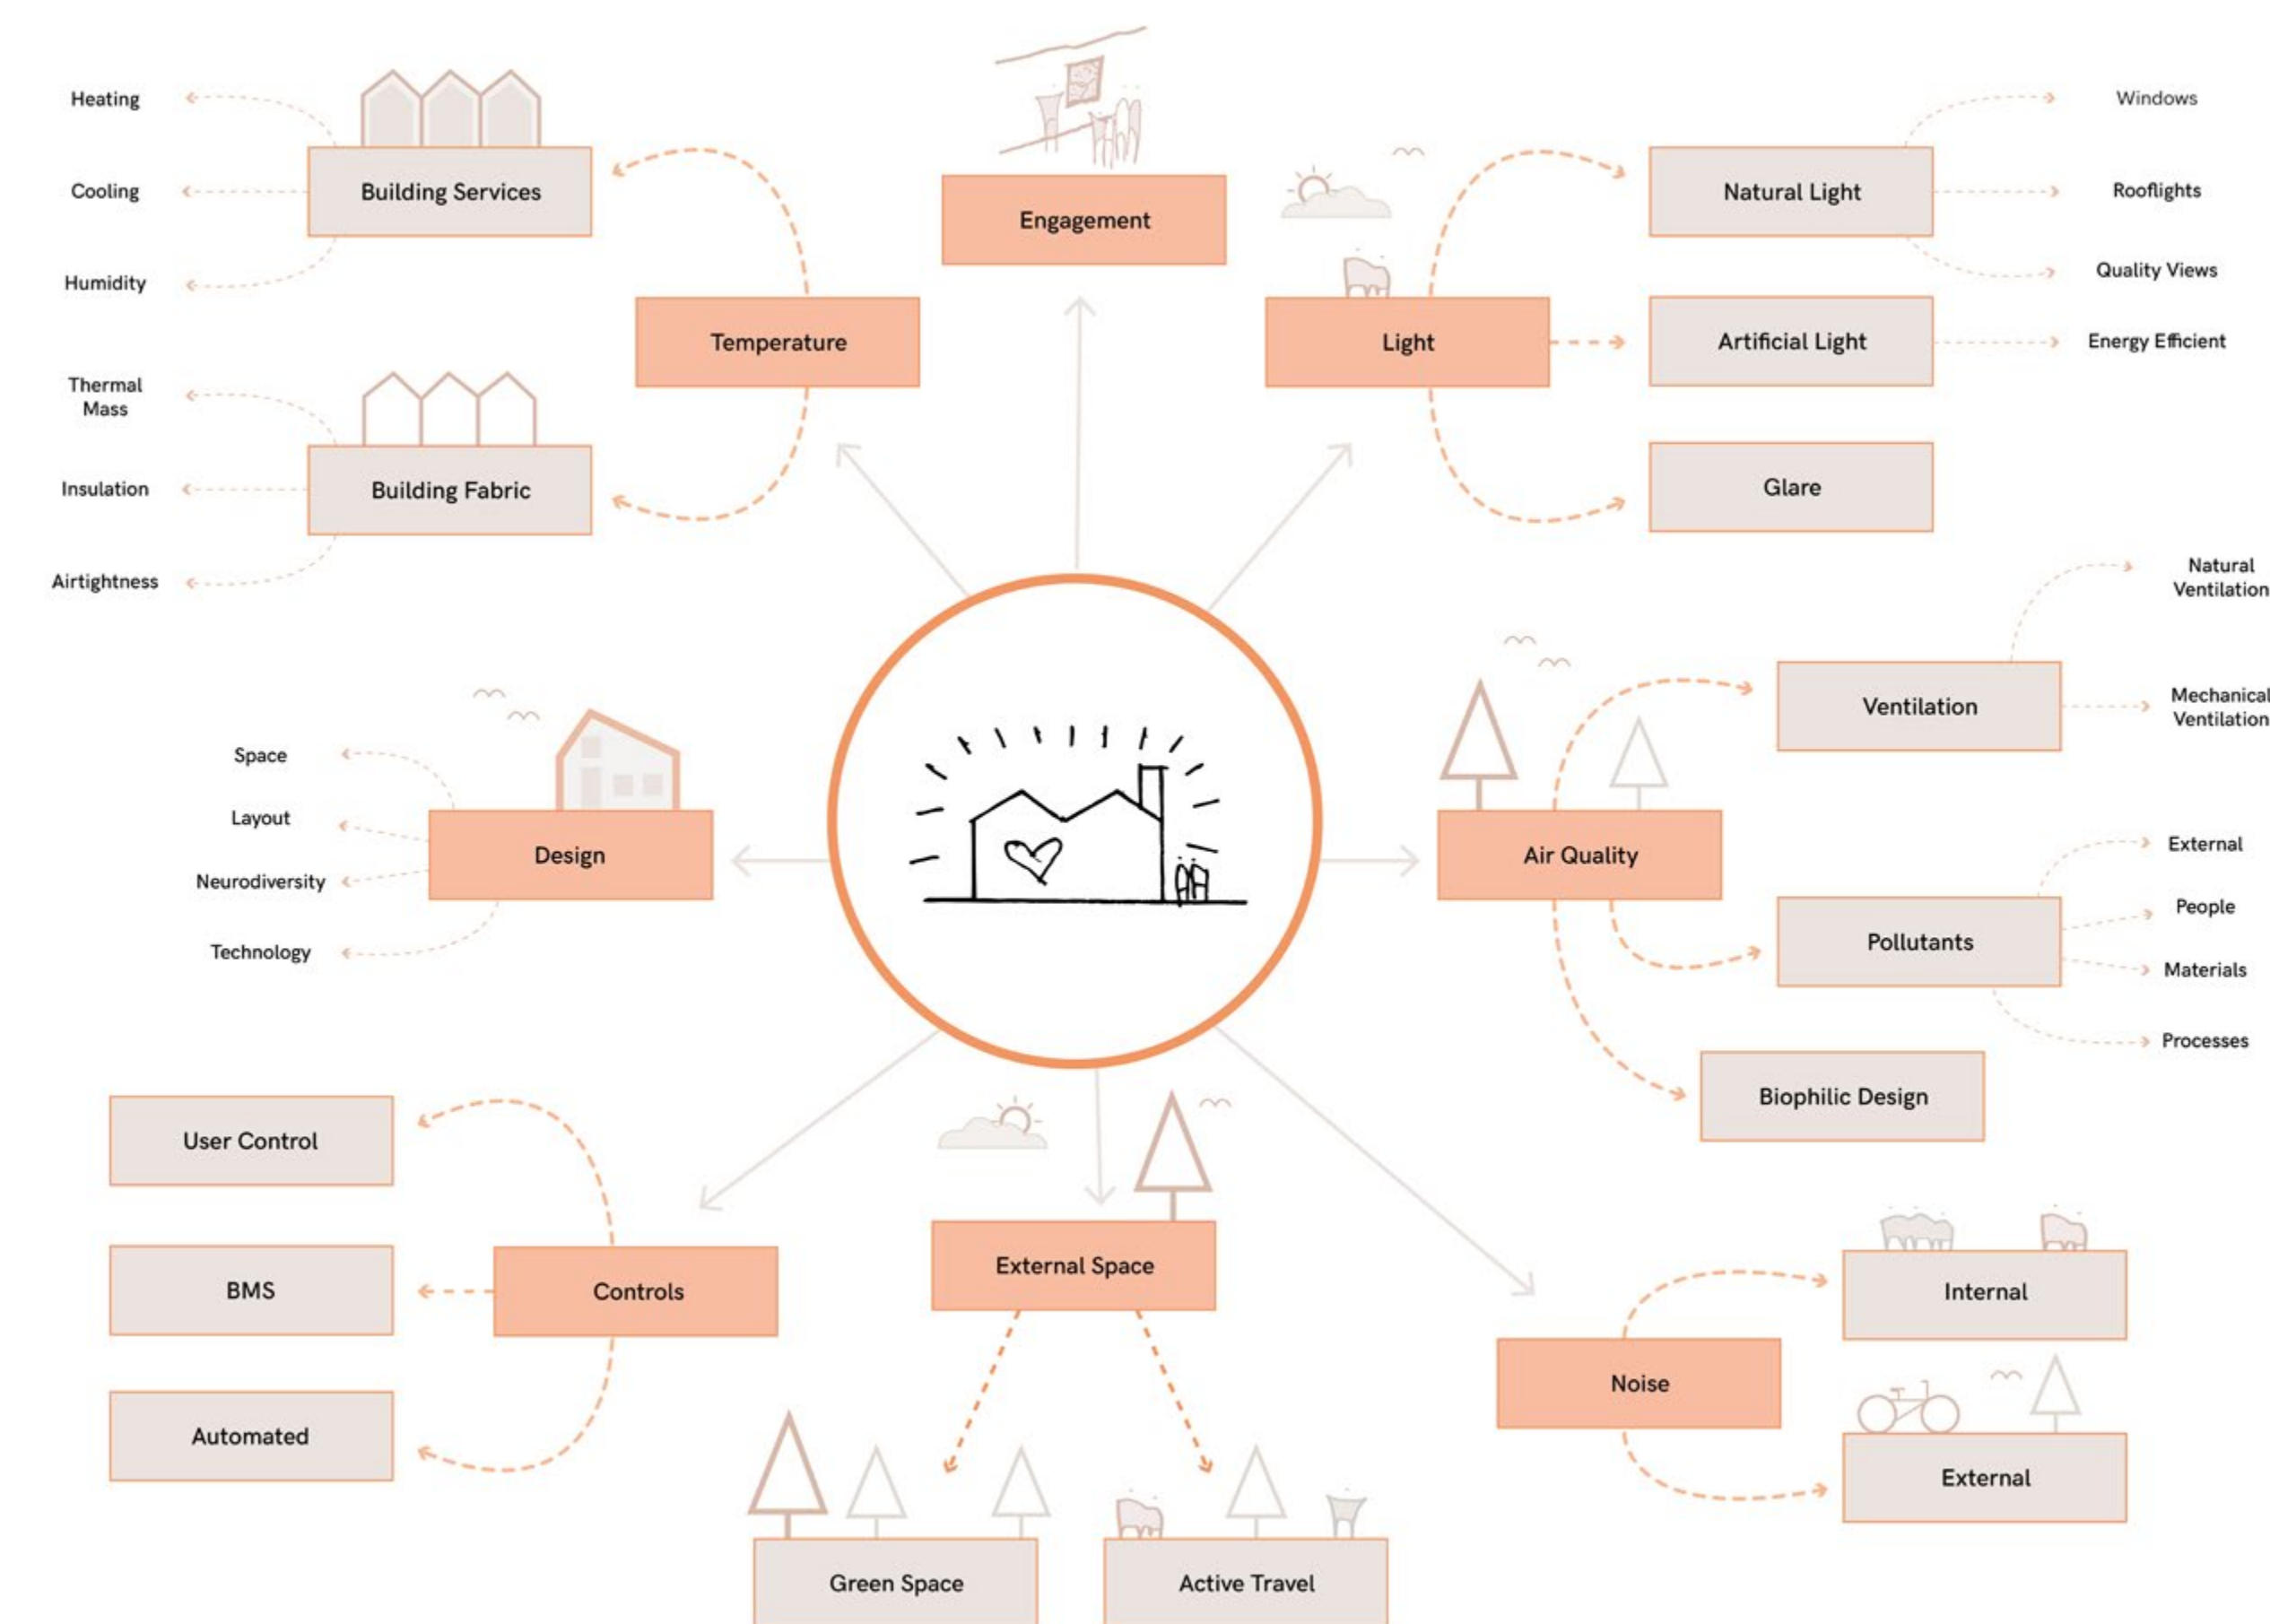 Heating
Cooling
Humidity
Building Services
Thermal
Mass
Insulation
Airtightness
Building Fabric
Temperature
Engagement
Light
Natural Light
Windows
Rooflights
Quality Views
Artificial Light
Energy Efficient
Glare
Space
Layout
Neurodiversity
Technology
Design
Air Quality
Ventilation
Natural
Ventilation
Mechanical
Ventilation
Pollutants
External
People
Materials
Processes
Biophilic Design
User Control
BMS
Automated
Controls
External Space
Green Space
Active Travel
Noise
Internal
External